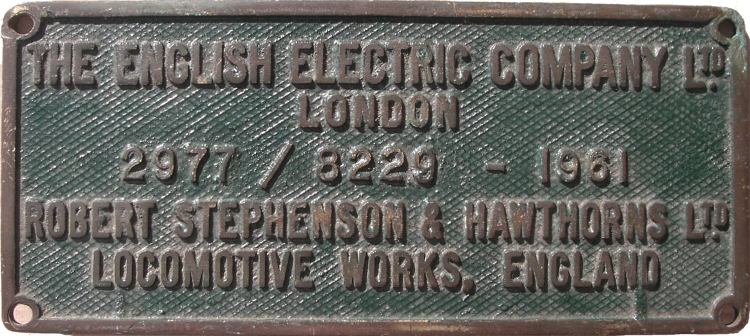 THE ENGLISH ELECTRIC COMPANY LTD.
LONDON
2977 / 8229 - 1961
ROBERT STEPHENSON & HAWTHORNS LTD
LOCOMOTIVE WORKS. ENGLAND